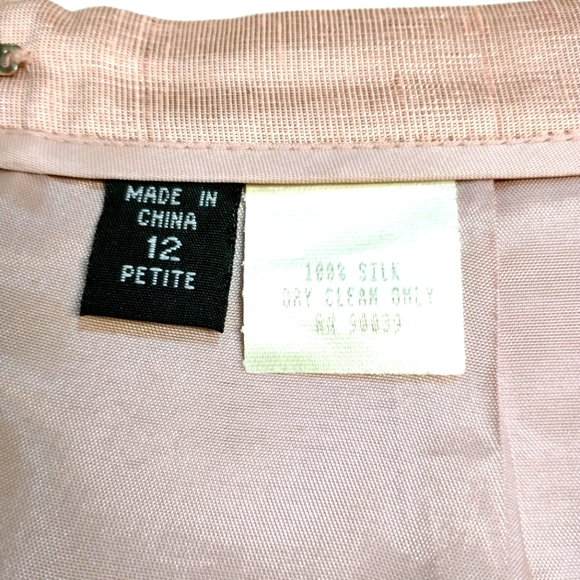 MADE IN
CHINA
12
PETITE
100% SILK
DRY CLEAN ONLY
RN 90039